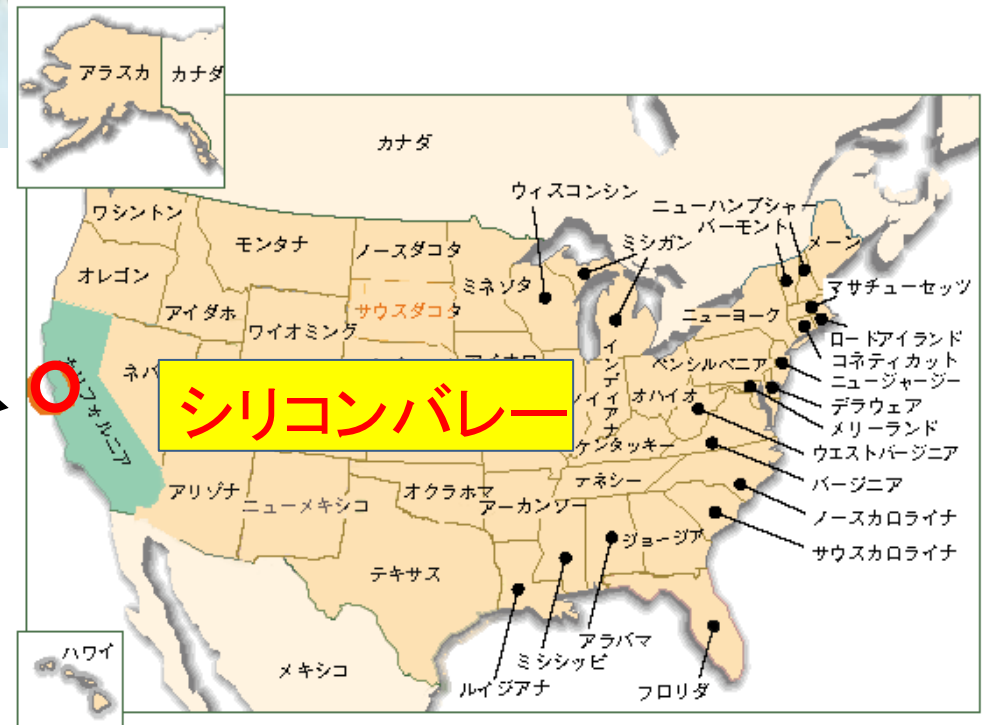 アラスカ
カナダ
カナダ
ウィスコンシン
ニューハンプシャー
バーモント
ミシガン
メーン
ワシントン
モンタナ
ノースダコタ
ミネソタ
マサチューセッツ
オレゴン
アイダホ
ワイオミング
サウスダコタ
ニューヨーク
ロードアイランド
コネティカット
ペンシルベニア
ニュージャージー
インディアナ
オハイオ
デラウェア
メリーランド
シリコンバレー
ケンタッキー
ウエストバージニア
テネシー
バージニア
アリゾナ
ニューメキシコ
オクラホマ
アーカンソー
ノースカロライナ
ジョージア
サウスカロライナ
テキサス
アラバマ
ミシシッピ
ルイジアナ
フロリダ
メキシコ
ハワイ